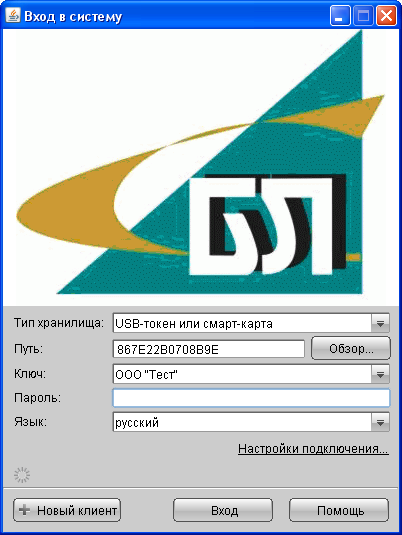 Вход в систему
БЛ
Тип хранилища: USB-токен или смарт-карта
Путь: 867E22B0708B9E Обзор...
Ключ: ООО "Тест"
Пароль:
Язык: русский
Настройки подключения...
Новый клиент Вход Помощь